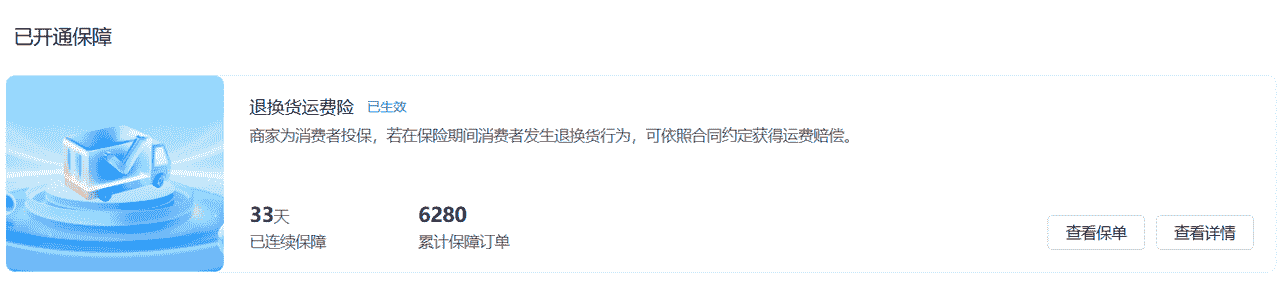 已开通保障
退换货运费险 已生效
商家为消费者投保，若在保险期间消费者发生退换货行为，可依照合同约定获得运费赔偿。
33天 6280
已连续保障 累计保障订单
查看保单 查看详情